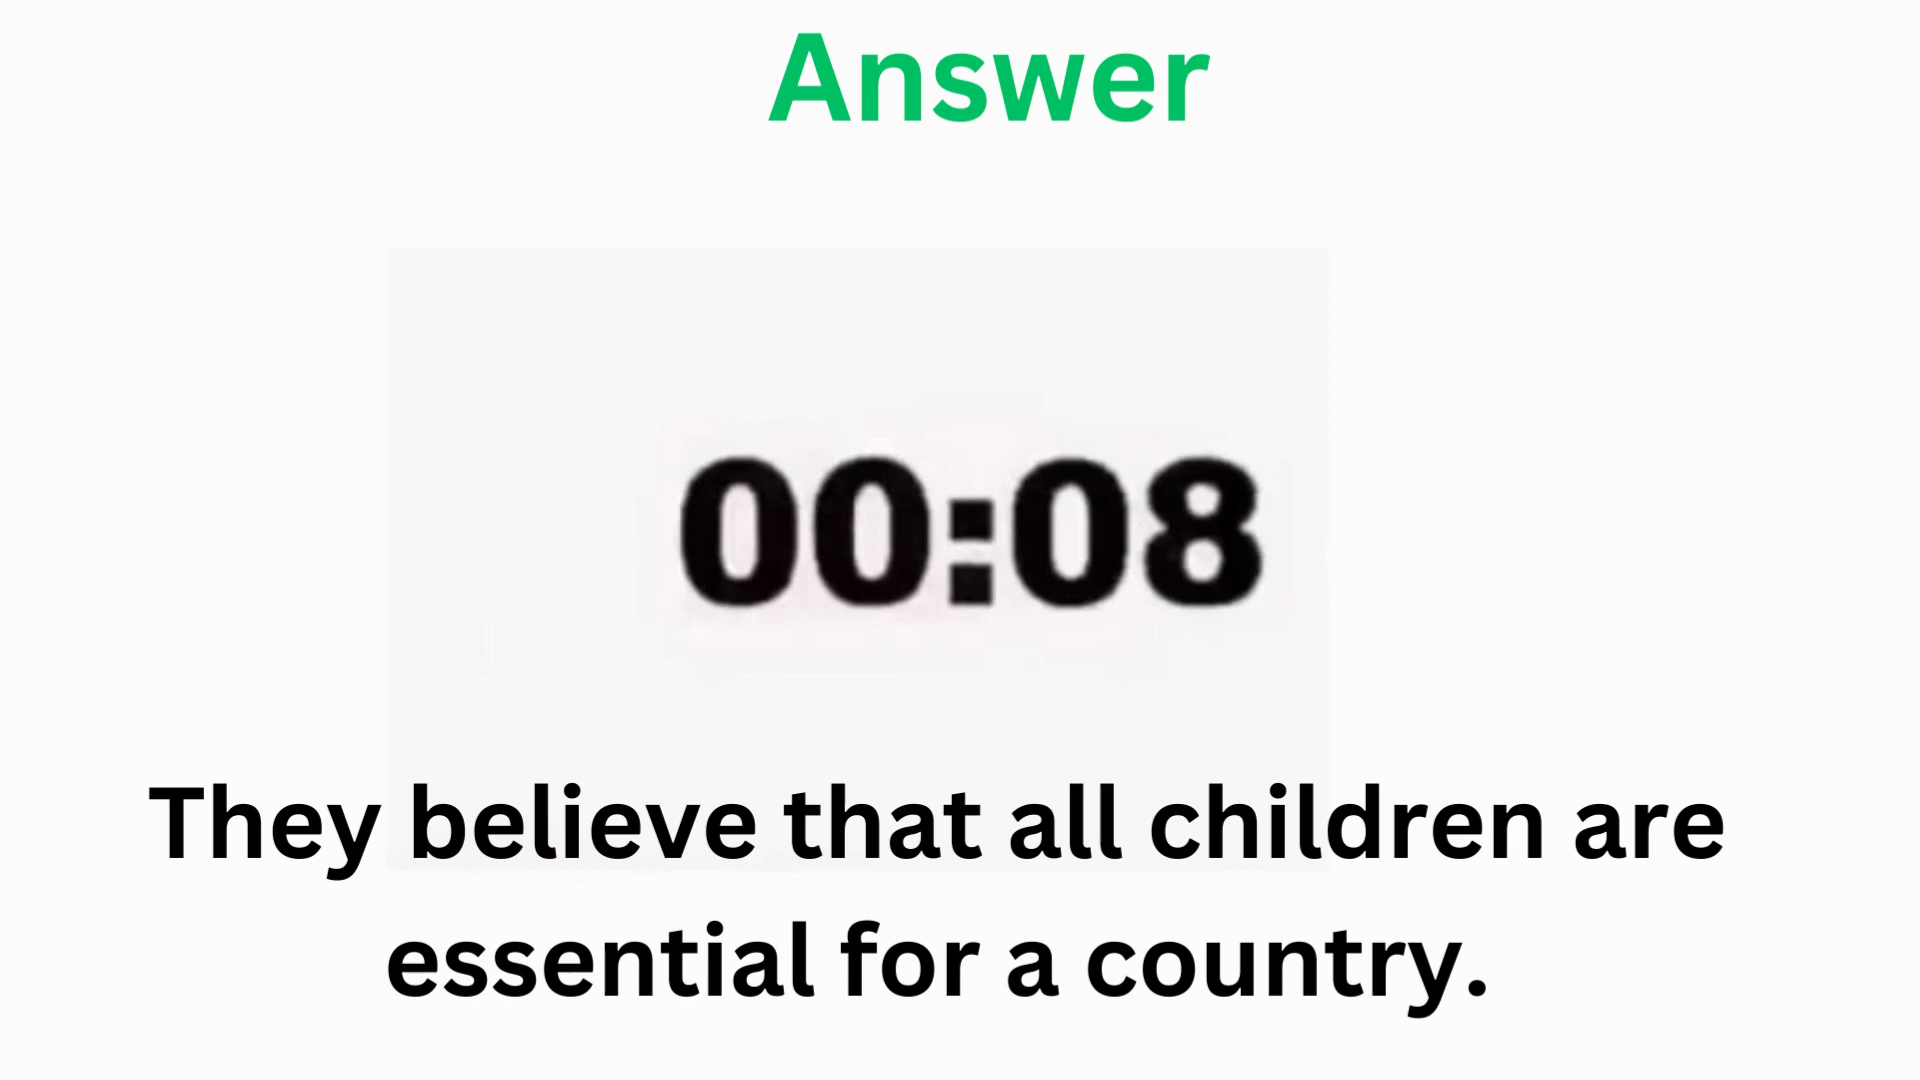 Answer
00:08
They believe that all children are
essential for a country.